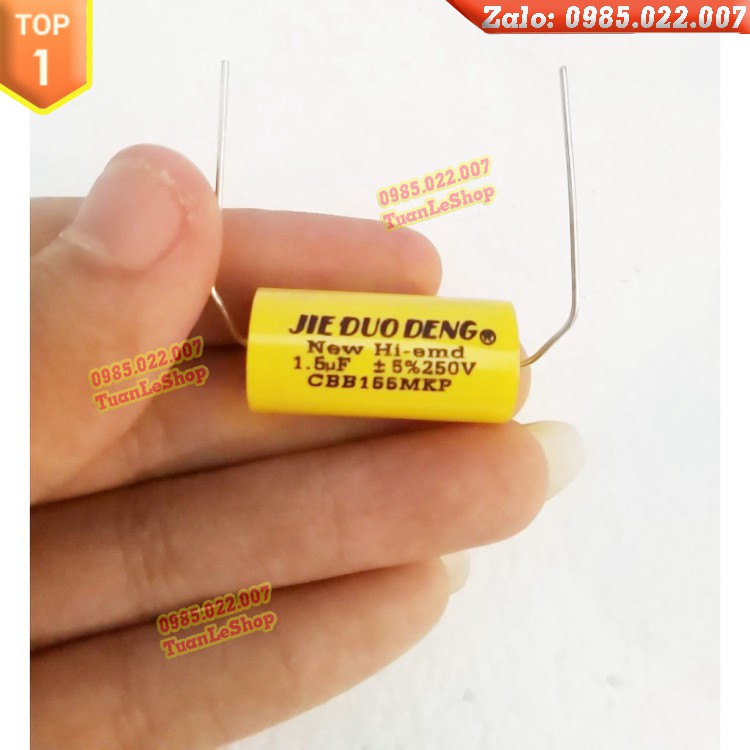 TOP
1
Zalo: 0985.022.007
0985.022.007
TuanLeShop
JIE DUO DENG®
New Hi-end
1.5µF ±5%250V
CBB155MKP
0985.022.007
TuanLeShop
0985.022.007
TuanLeShop